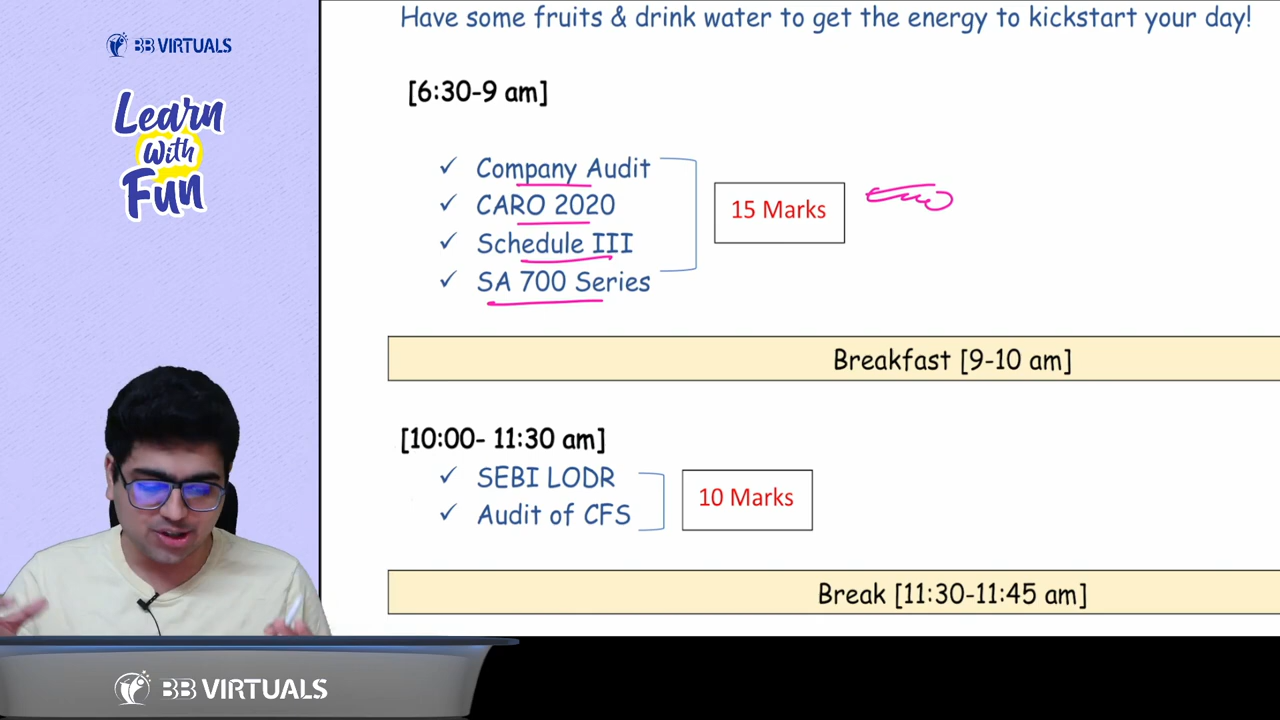 Have some fruits & drink water to get the energy to kickstart your day!
BB VIRTUALS
Learn
With
Fun
[6:30-9 am]
✓ Company Audit
✓ CARO 2020
✓ Schedule III
✓ SA 700 Series
15 Marks
Breakfast [9-10 am]
[10:00- 11:30 am]
✓ SEBI LODR
✓ Audit of CFS
10 Marks
Break [11:30-11:45 am]
BB VIRTUALS